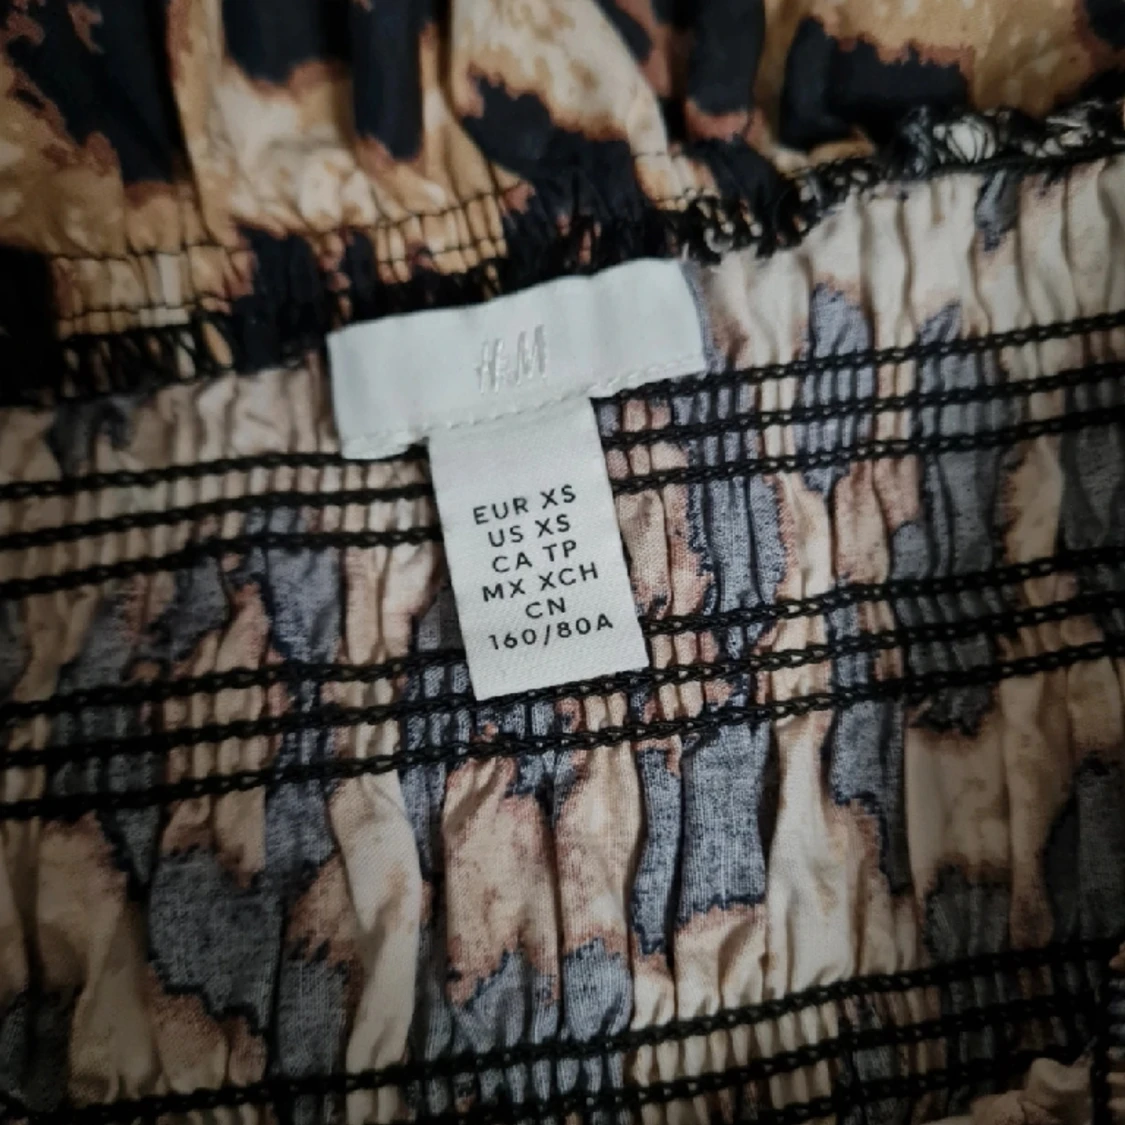 H&M
EUR XS
US XS
CA TP
MX XCH
CN
160/80A